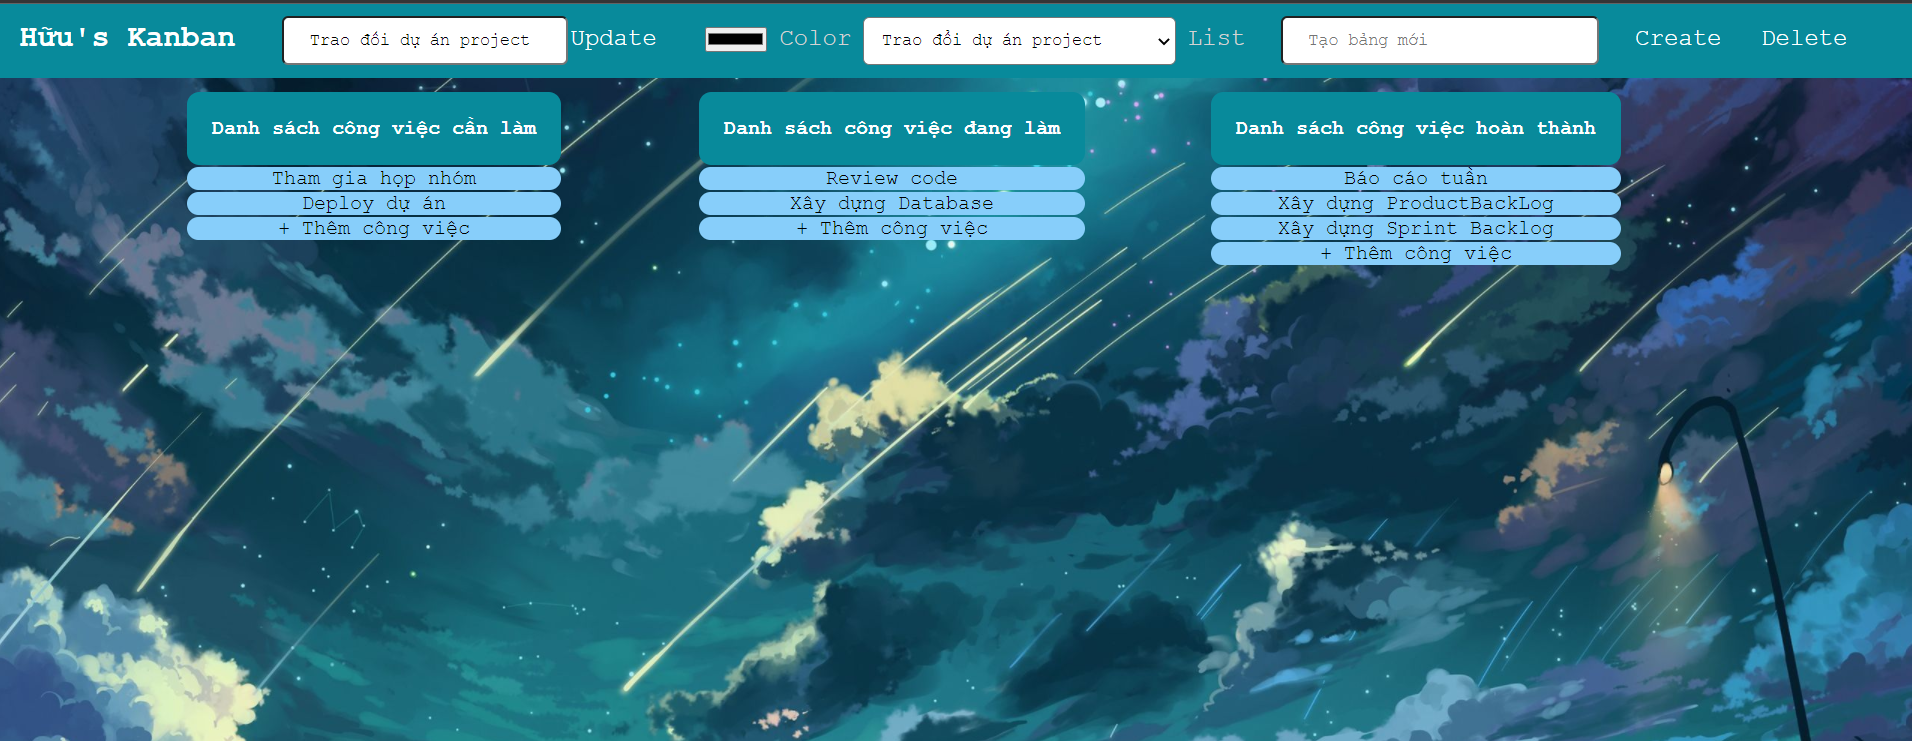 Hữu's Kanban
Trao đổi dự án project
Update
Color
Trao đổi dự án project
List
Tạo bảng mới
Create
Delete
Danh sách công việc cần làm
Tham gia họp nhóm
Deploy dự án
+ Thêm công việc
Danh sách công việc đang làm
Review code
Xây dựng Database
+ Thêm công việc
Danh sách công việc hoàn thành
Báo cáo tuần
Xây dựng ProductBackLog
Xây dựng Sprint Backlog
+ Thêm công việc